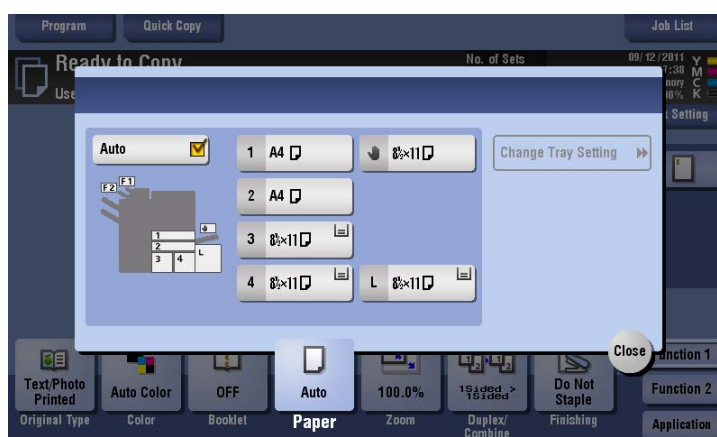 Program
Quick Copy
Job List
Ready to Copy
No. of Sets
09/12/2011
Y
7:38
M
C
Use
K
Setting
Auto
1 A4
8½×11
Change Tray Setting
2 A4
3 8½×11
4 8½×11
L 8½×11
F2 F1
1
2
3 4 L
Close
Function 1
Text/Photo
Printed
Auto Color
OFF
Auto
100.0%
1Sided >
1Sided
Do Not
Staple
Function 2
Original Type
Color
Booklet
Paper
Zoom
Duplex/
Combine
Finishing
Application